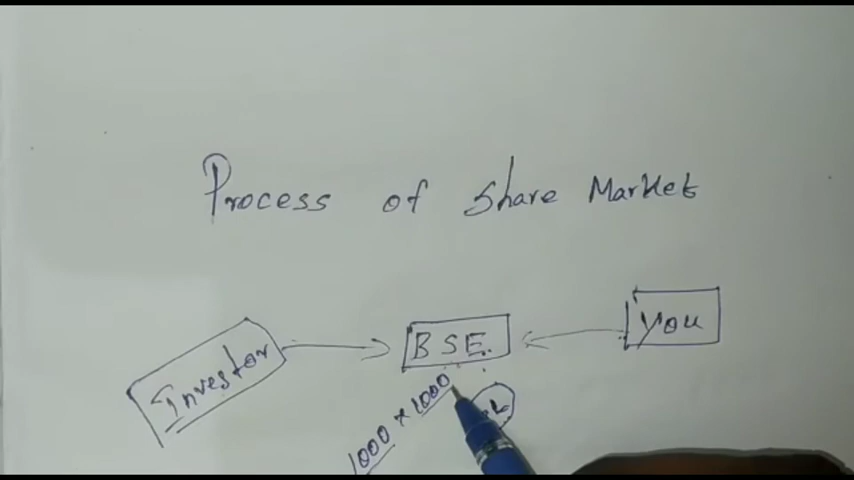 Process of Share Market
Investor
BSE.
You
1000 × 1000